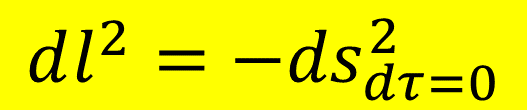 dl² = −ds²_{dτ=0}